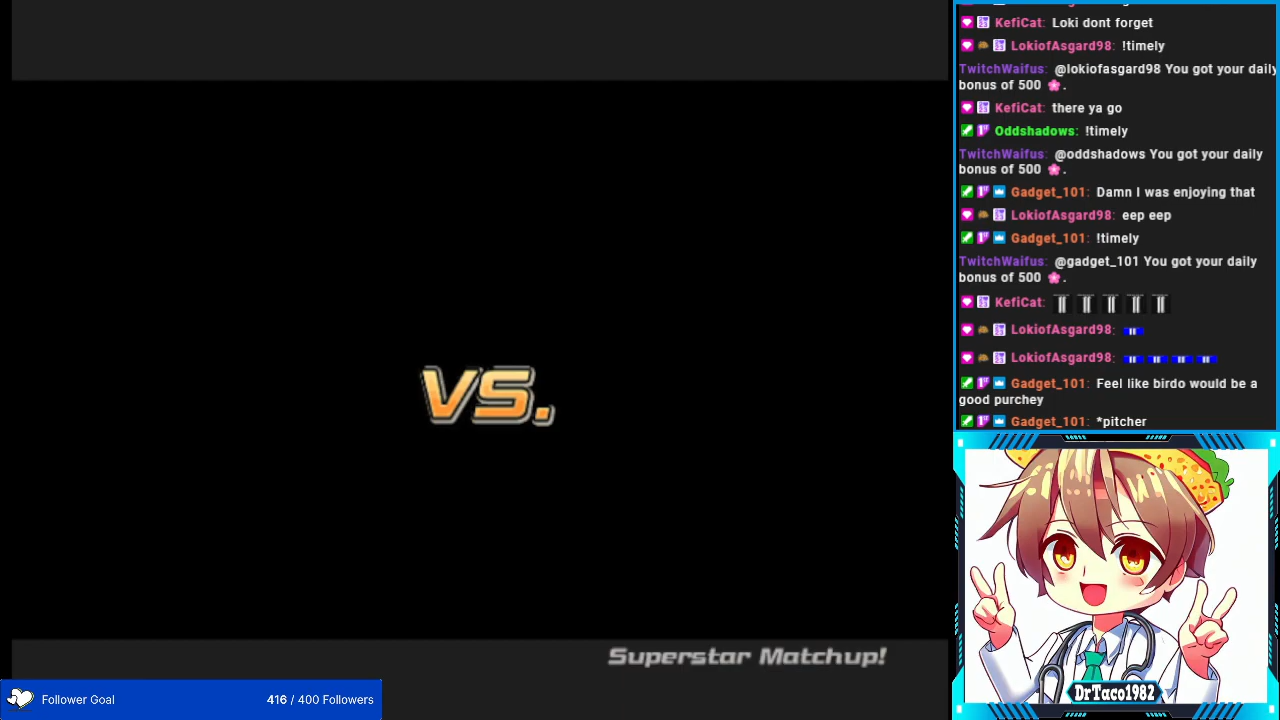 VS.
Superstar Matchup!
Follower Goal
416 / 400 Followers
KefiCat: Loki dont forget
LokiofAsgard98: !timely
TwitchWaifus: @lokiofasgard98 You got your daily
bonus of 500 🌸.
KefiCat: there ya go
Oddshadows: !timely
TwitchWaifus: @oddshadows You got your daily
bonus of 500 🌸.
Gadget_101: Damn I was enjoying that
LokiofAsgard98: eep eep
Gadget_101: !timely
TwitchWaifus: @gadget_101 You got your daily
bonus of 500 🌸.
KefiCat:
LokiofAsgard98:
LokiofAsgard98:
Gadget_101: Feel like birdo would be a
good purchey
Gadget_101: *pitcher
DrTaco1982